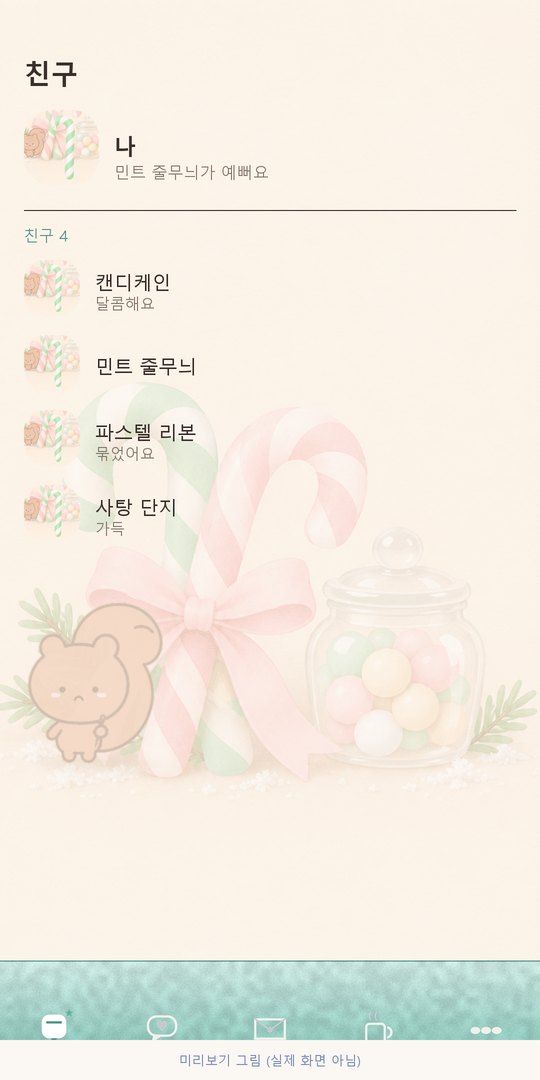 친구
나
민트 줄무늬가 예뻐요
친구 4
캔디케인
달콤해요
민트 줄무늬
파스텔 리본
묶었어요
사탕 단지
가득
미리보기 그림 (실제 화면 아님)